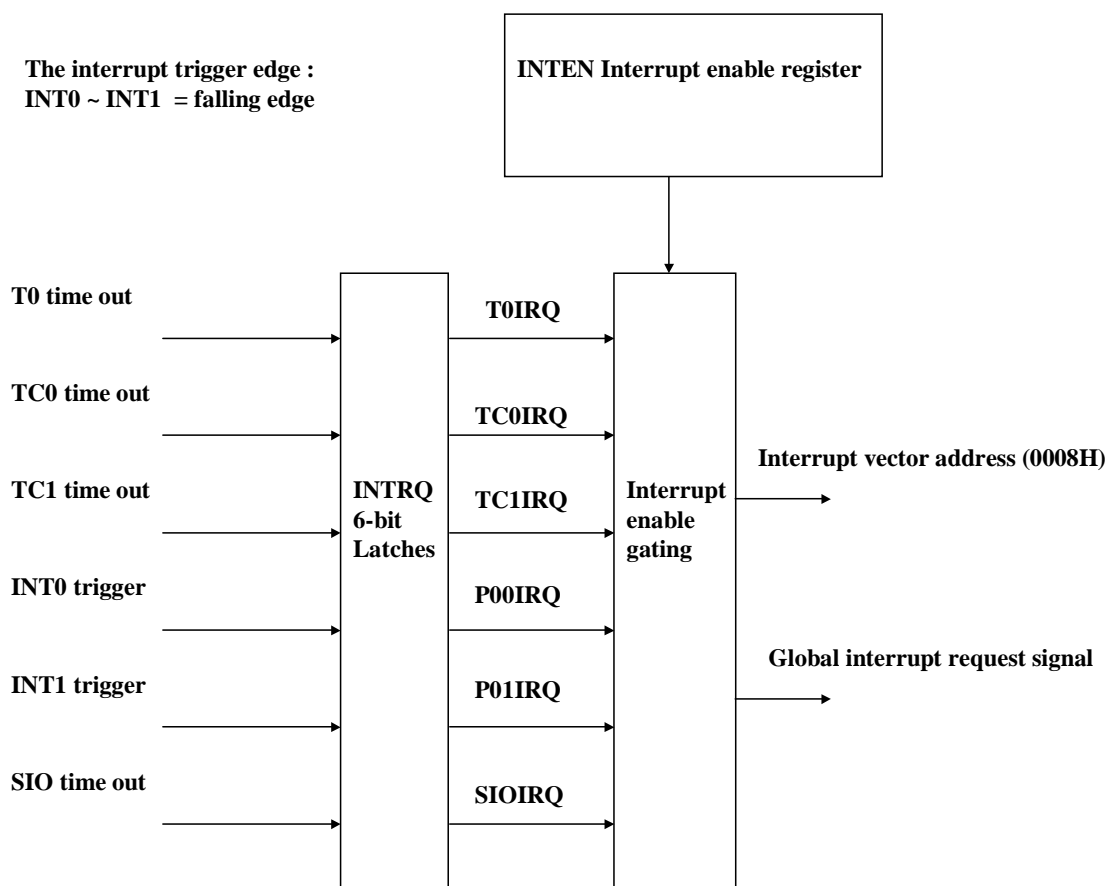 The interrupt trigger edge :
INT0 ~ INT1 = falling edge
INTEN Interrupt enable register
T0 time out
T0IRQ
TC0 time out
TC0IRQ
Interrupt vector address (0008H)
TC1 time out
INTRQ
6-bit
Latches
TC1IRQ
Interrupt
enable
gating
INT0 trigger
P00IRQ
Global interrupt request signal
INT1 trigger
P01IRQ
SIO time out
SIOIRQ